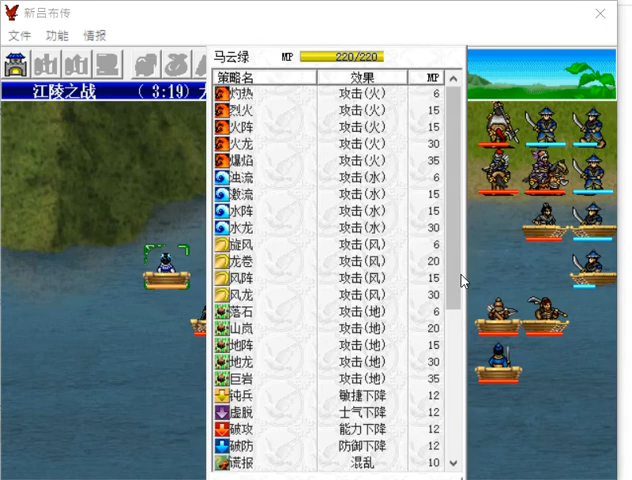 新吕布传
文件 功能 情报
江陵之战 ( 3:19)
马云绿 MP 220/220
策略名 效果 MP
灼热 攻击(火) 6
烈火 攻击(火) 15
火阵 攻击(火) 15
火龙 攻击(火) 30
爆焰 攻击(火) 35
浊流 攻击(水) 6
激流 攻击(水) 15
水阵 攻击(水) 15
水龙 攻击(水) 30
旋风 攻击(风) 6
龙卷 攻击(风) 20
风阵 攻击(风) 15
风龙 攻击(风) 30
落石 攻击(地) 6
山岚 攻击(地) 20
地阵 攻击(地) 15
地龙 攻击(地) 30
巨岩 攻击(地) 35
钝兵 敏捷下降 12
虚脱 士气下降 12
破攻 能力下降 12
破防 防御下降 12
谎报 混乱 10